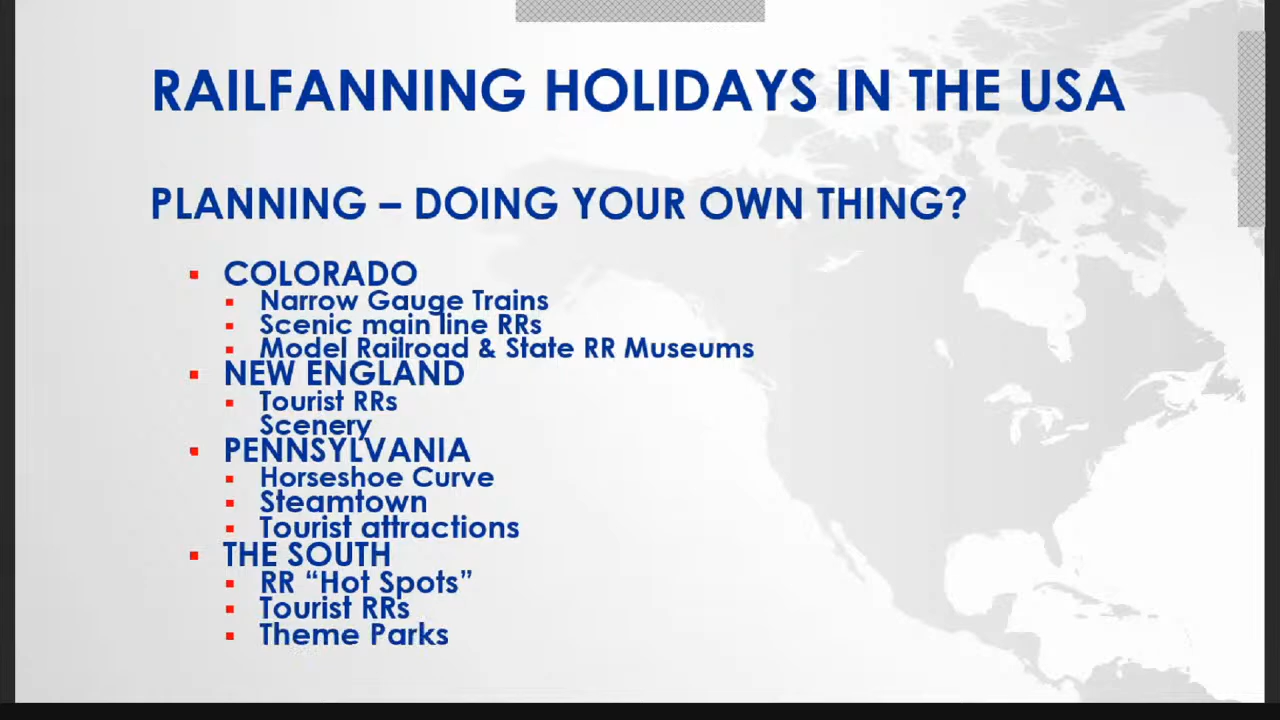 RAILFANNING HOLIDAYS IN THE USA
PLANNING – DOING YOUR OWN THING?
COLORADO
Narrow Gauge Trains
Scenic main line RRs
Model Railroad & State RR Museums
NEW ENGLAND
Tourist RRs
Scenery
PENNSYLVANIA
Horseshoe Curve
Steamtown
Tourist attractions
THE SOUTH
RR “Hot Spots”
Tourist RRs
Theme Parks